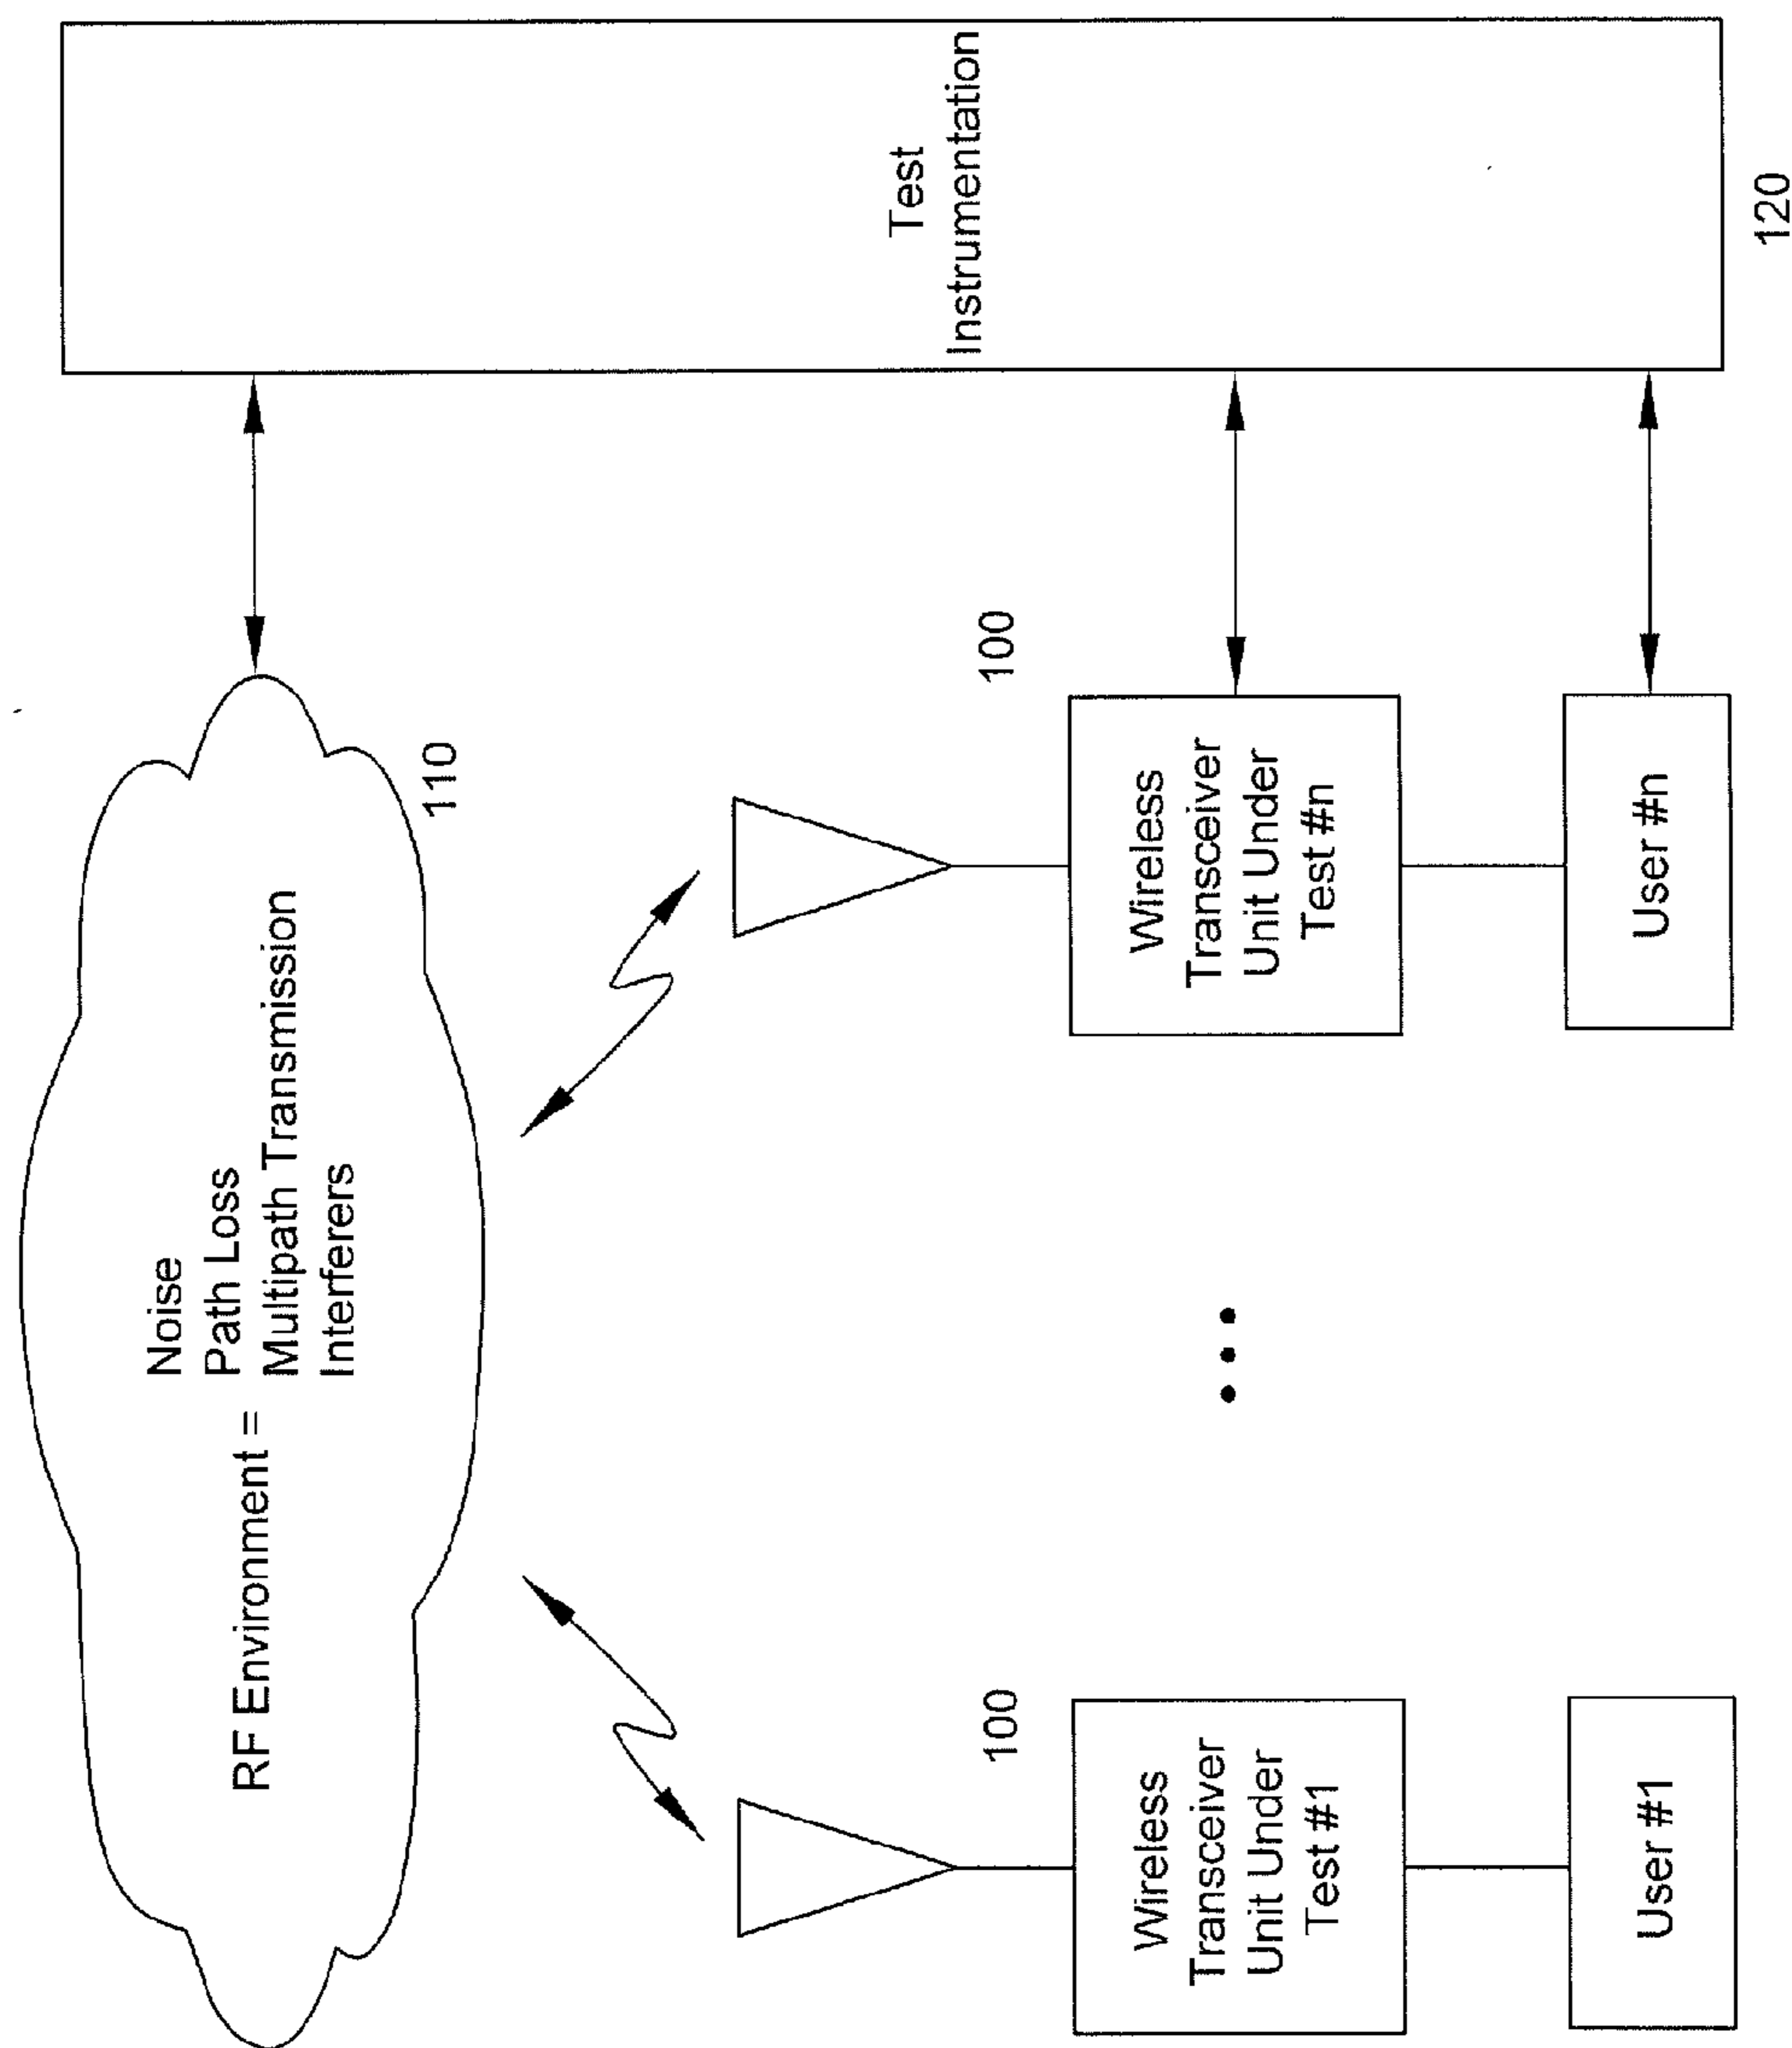 Noise
Path Loss
RF Environment = Multipath Transmission
Interferers
110
100
Wireless
Transceiver
Unit Under
Test #1
User #1
100
Wireless
Transceiver
Unit Under
Test #n
User #n
Test
Instrumentation
120